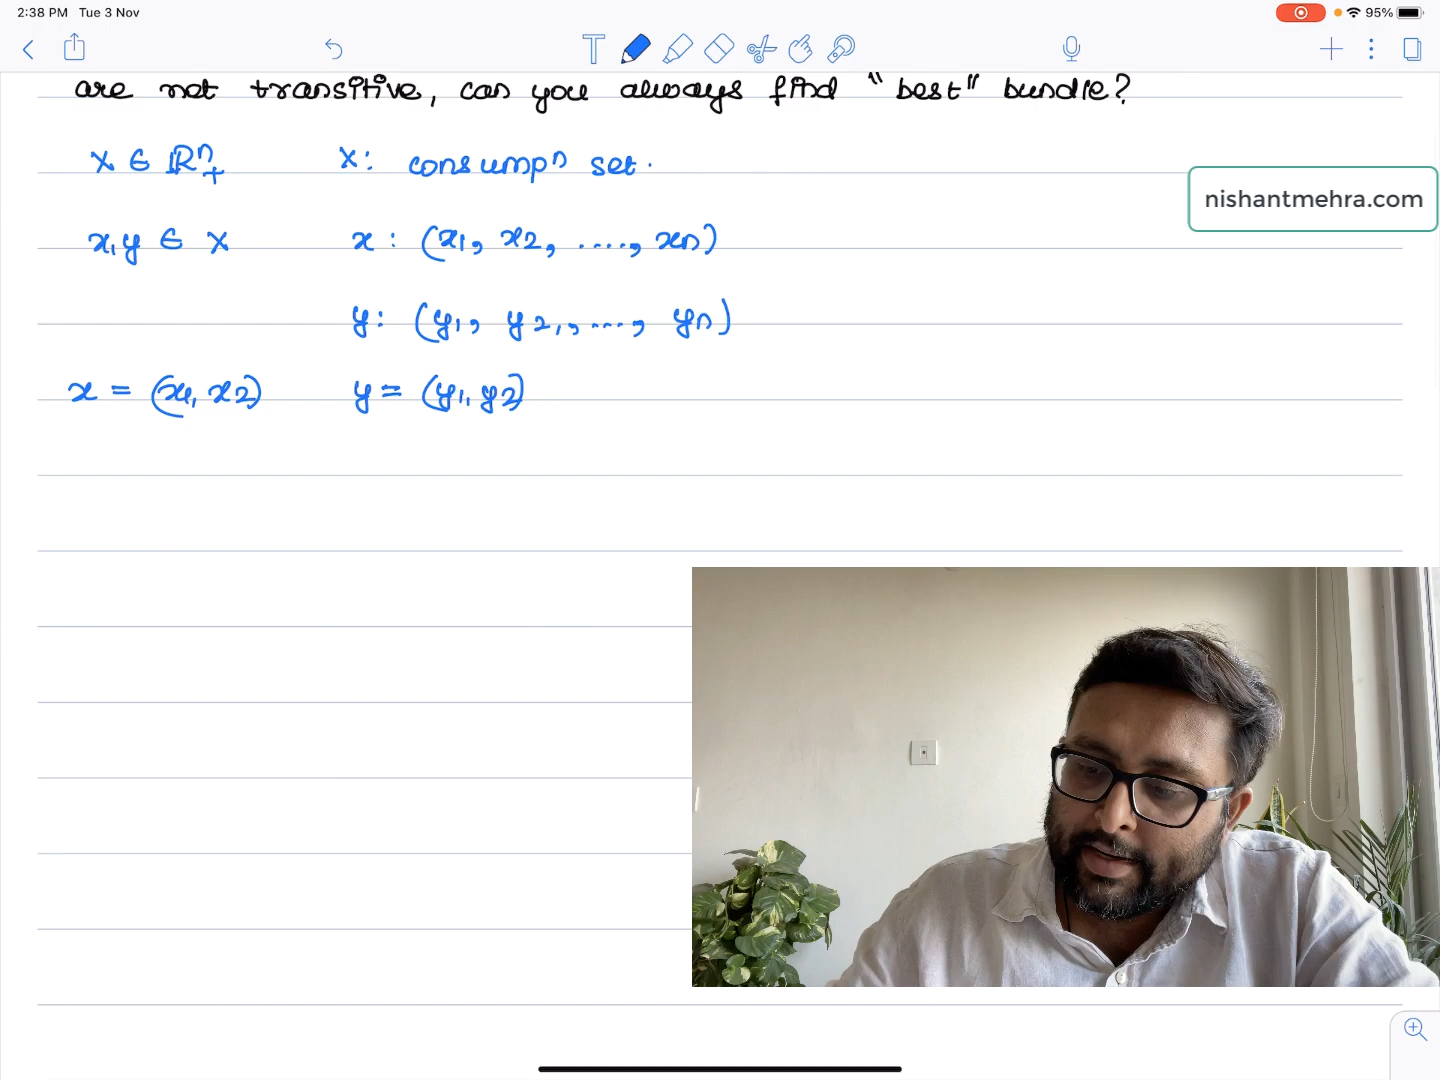 2:38 PM Tue 3 Nov
95%
T
are not transitive, can you always find "best" bundle?
X ∈ ℝⁿ₊ X: consumpⁿ set.
x, y ∈ X x: (x1, x2, ...., xn)
nishantmehra.com
y: (y1, y2,, ...., yn)
x = (x1, x2) y = (y1, y2)